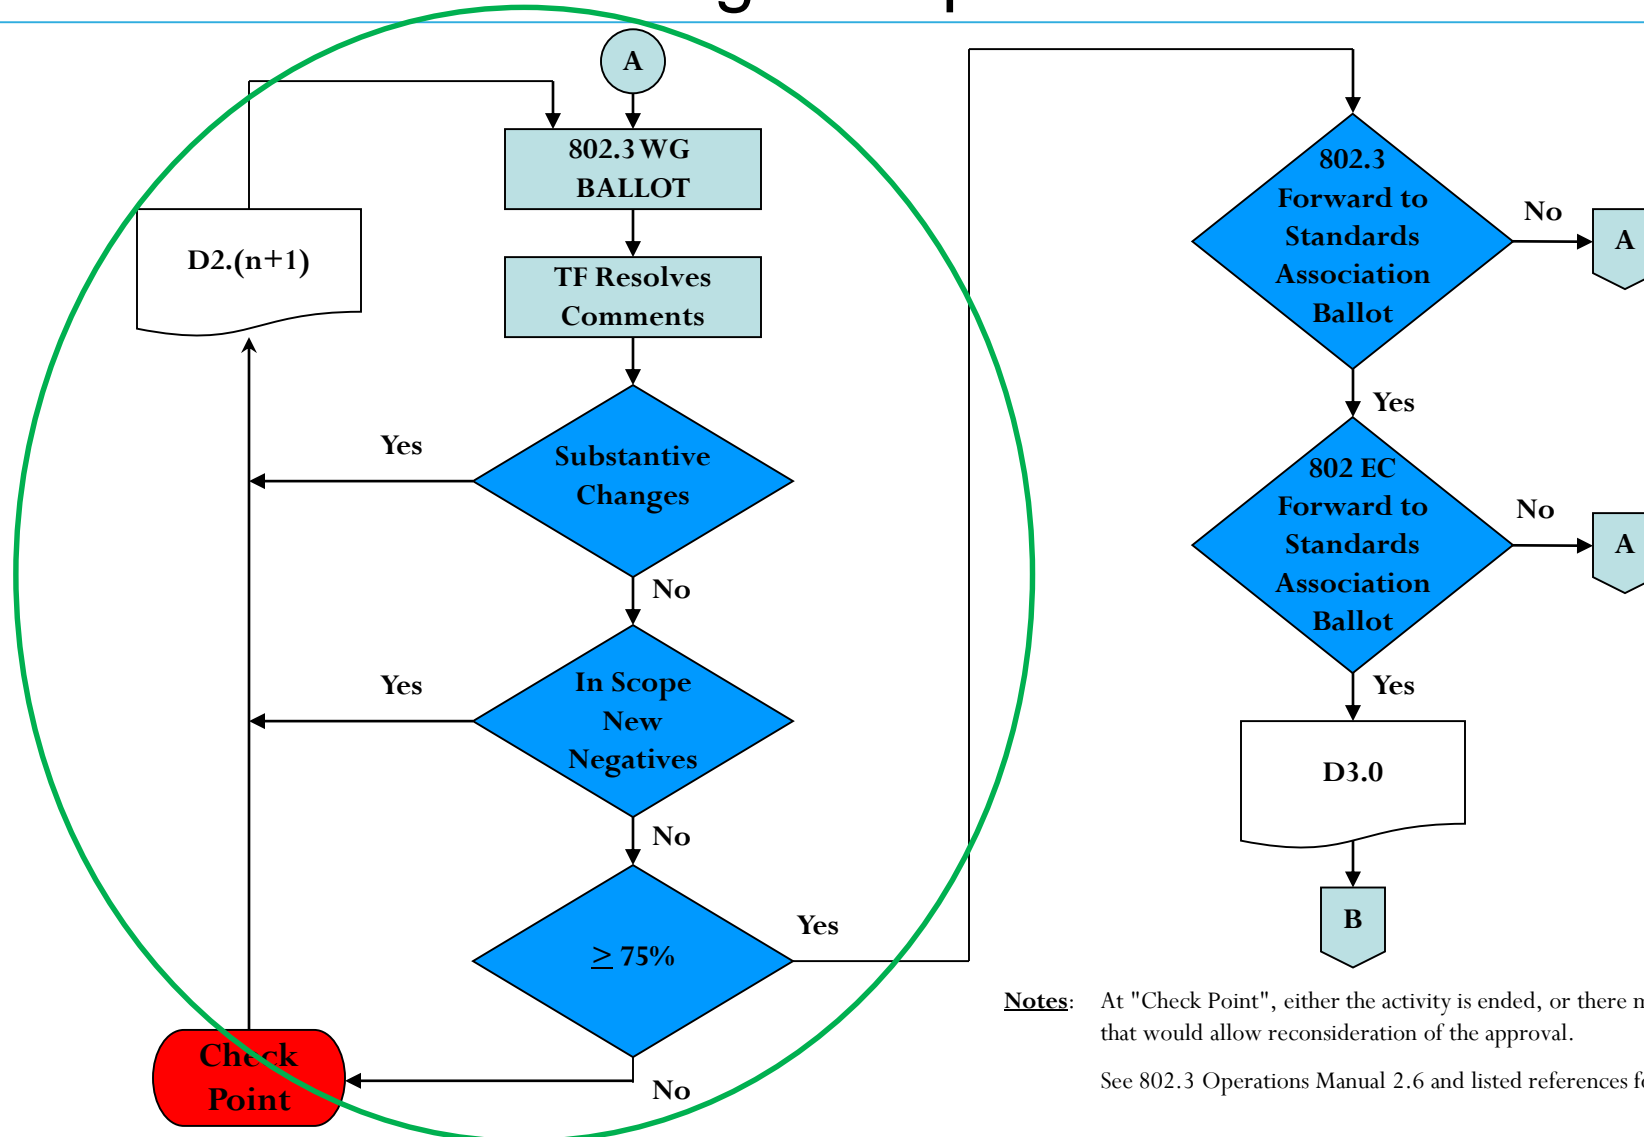 A
802.3 WG
BALLOT
D2.(n+1)
TF Resolves
Comments
Yes
Substantive
Changes
No
Yes
In Scope
New
Negatives
No
≥ 75%
Yes
No
Check
Point
802.3
Forward to
Standards
Association
Ballot
No
A
Yes
802 EC
Forward to
Standards
Association
Ballot
No
A
Yes
D3.0
B
Notes: At "Check Point", either the activity is ended, or there
that would allow reconsideration of the approval.
See 802.3 Operations Manual 2.6 and listed references